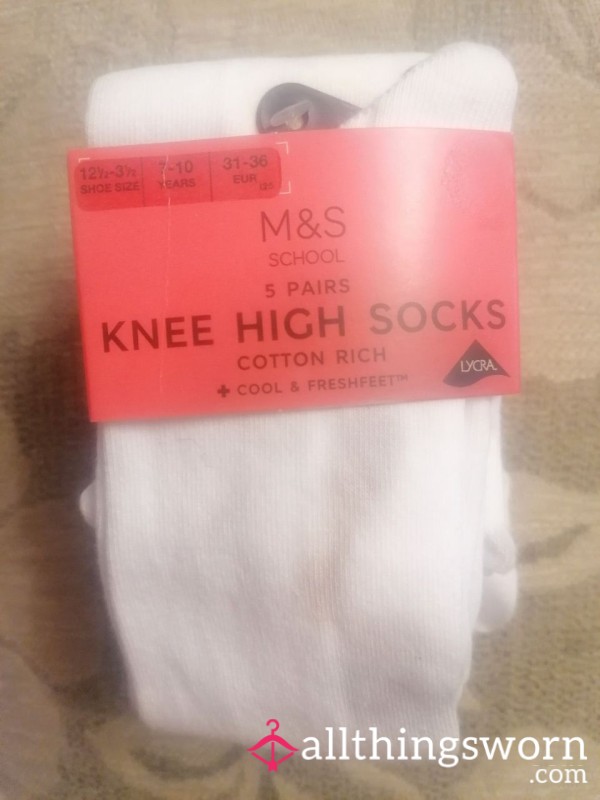 12½-3½ 7-10 31-36
SHOE SIZE YEARS EUR
M&S
SCHOOL
5 PAIRS
KNEE HIGH SOCKS
COTTON RICH
LYCRA
+ COOL & FRESHFEET™
allthingsworn
.com